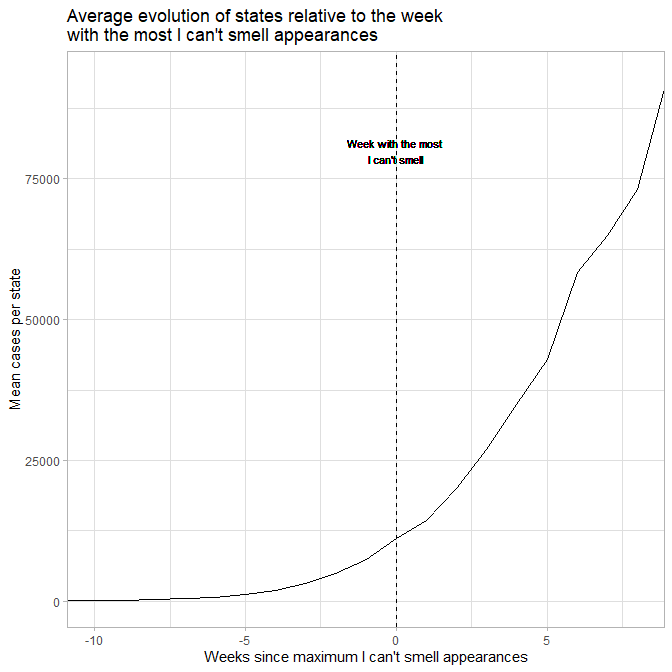 Average evolution of states relative to the week
with the most I can't smell appearances
Week with the most
I can't smell
75000
50000
25000
0
Mean cases per state
-10
-5
0
5
Weeks since maximum I can't smell appearances